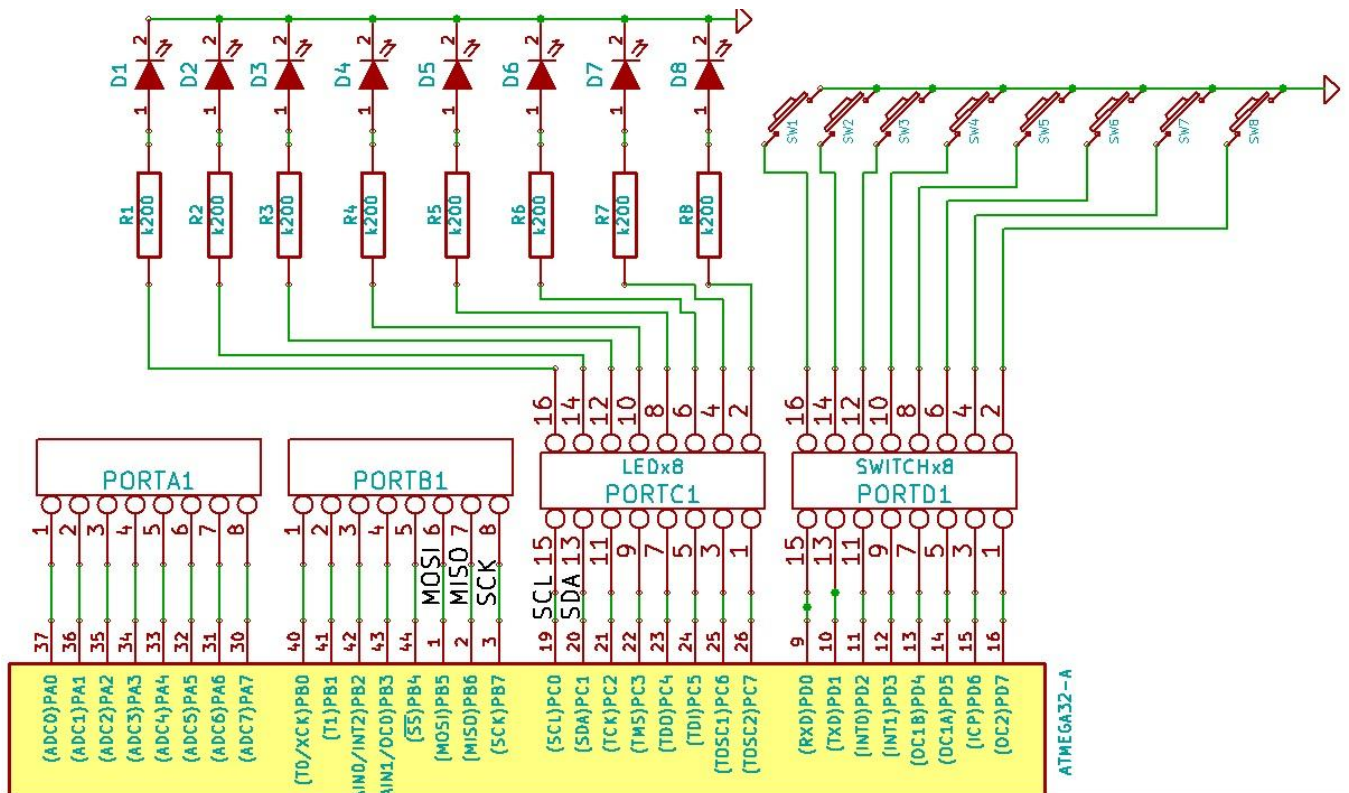 2 2 2 2 2 2 2 2
D1 D2 D3 D4 D5 D6 D7 D8
1 1 1 1 1 1 1 1
SW1 SW2 SW3 SW4 SW5 SW6 SW7 SW8
R1 R2 R3 R4 R5 R6 R7 R8
k200 k200 k200 k200 k200 k200 k200 k200
16 14 12 10 8 6 4 2 16 14 12 10 8 6 4 2
LEDx8 SWITCHx8
PORTA1 PORTB1 PORTC1 PORTD1
1 2 3 4 5 6 7 8 1 2 3 4 5 6 7 8 15 13 11 9 7 5 3 1 15 13 11 9 7 5 3 1
MOSI MISO SCK SCL SDA
37 36 35 34 33 32 31 30 40 41 42 43 44 1 2 3 19 20 21 22 23 24 25 26 9 10 11 12 13 14 15 16
(ADC0)PA0
(ADC1)PA1
(ADC2)PA2
(ADC3)PA3
(ADC4)PA4
(ADC5)PA5
(ADC6)PA6
(ADC7)PA7
(T0/XCK)PB0
(T1)PB1
AIN0/INT2)PB2
AIN1/OC0)PB3
(SS)PB4
(MOSI)PB5
(MISO)PB6
(SCK)PB7
(SCL)PC0
(SDA)PC1
(TCK)PC2
(TMS)PC3
(TDO)PC4
(TDI)PC5
(TOSC1)PC6
(TOSC2)PC7
(RXD)PD0
(TXD)PD1
(INT0)PD2
(INT1)PD3
(OC1B)PD4
(OC1A)PD5
(ICP)PD6
(OC2)PD7
ATMEGA32-A